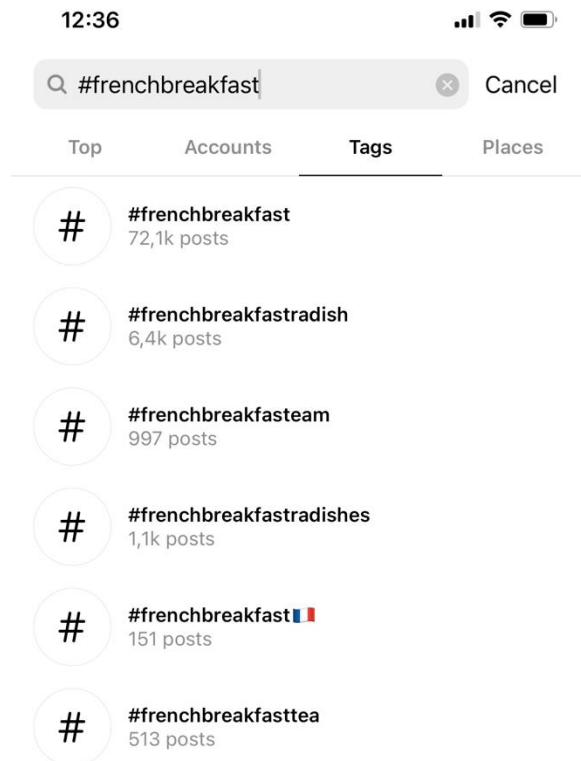 12:36
#frenchbreakfast
Cancel
Top
Accounts
Tags
Places
#
#frenchbreakfast
72,1k posts
#
#frenchbreakfastradish
6,4k posts
#
#frenchbreakfasteam
997 posts
#
#frenchbreakfastradishes
1,1k posts
#
#frenchbreakfast🇫🇷
151 posts
#
#frenchbreakfasttea
513 posts